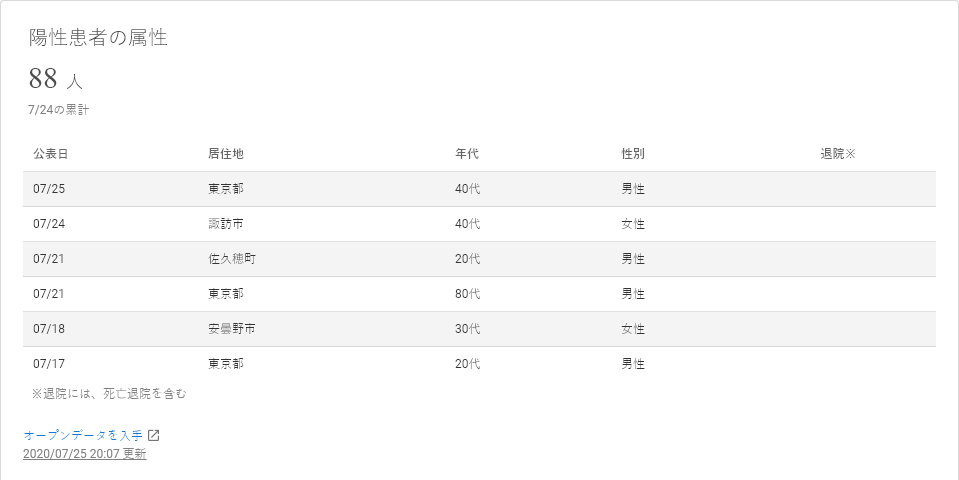 陽性患者の属性
88 人
7/24の累計
公表日 居住地 年代 性別 退院※
07/25 東京都 40代 男性
07/24 諏訪市 40代 女性
07/21 佐久穂町 20代 男性
07/21 東京都 80代 男性
07/18 安曇野市 30代 女性
07/17 東京都 20代 男性
※退院には、死亡退院を含む
オープンデータを入手
2020/07/25 20:07 更新